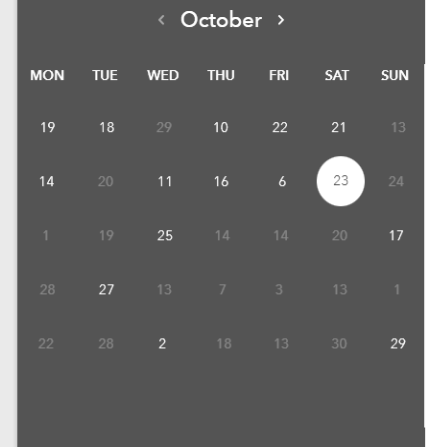 ‹ October ›
MON TUE WED THU FRI SAT SUN
19 18 29 10 22 21 13
14 20 11 16 6 23 24
1 19 25 14 14 20 17
28 27 13 7 3 13 1
22 28 2 18 13 30 29